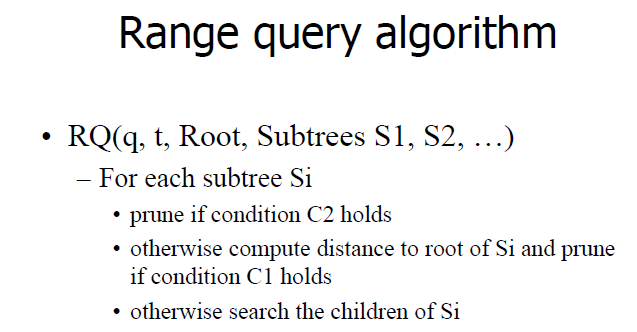 Range query algorithm
• RQ(q, t, Root, Subtrees S1, S2, …)
– For each subtree Si
• prune if condition C2 holds
• otherwise compute distance to root of Si and prune
if condition C1 holds
• otherwise search the children of Si